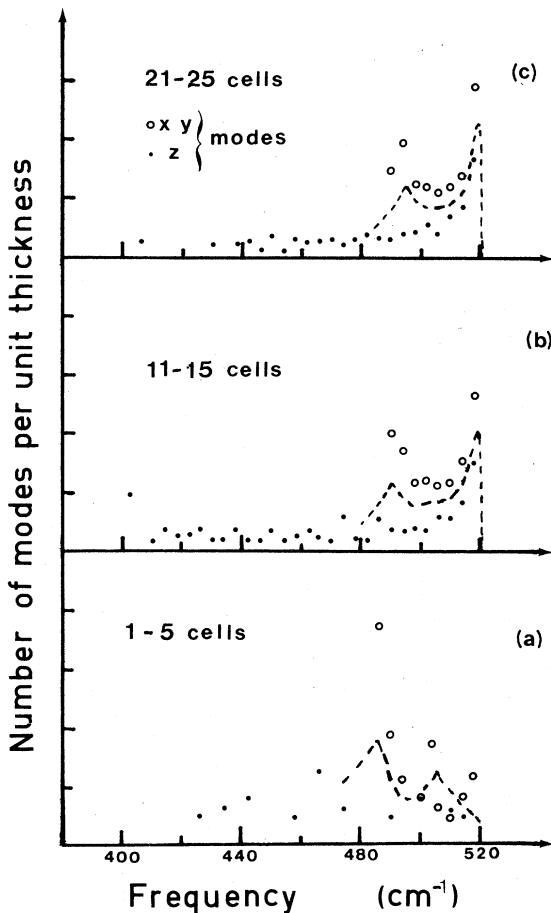 Number of modes per unit thickness
(c)
21-25 cells
o x y } modes
• z
(b)
11-15 cells
(a)
1-5 cells
400 440 480 520
Frequency (cm⁻¹)